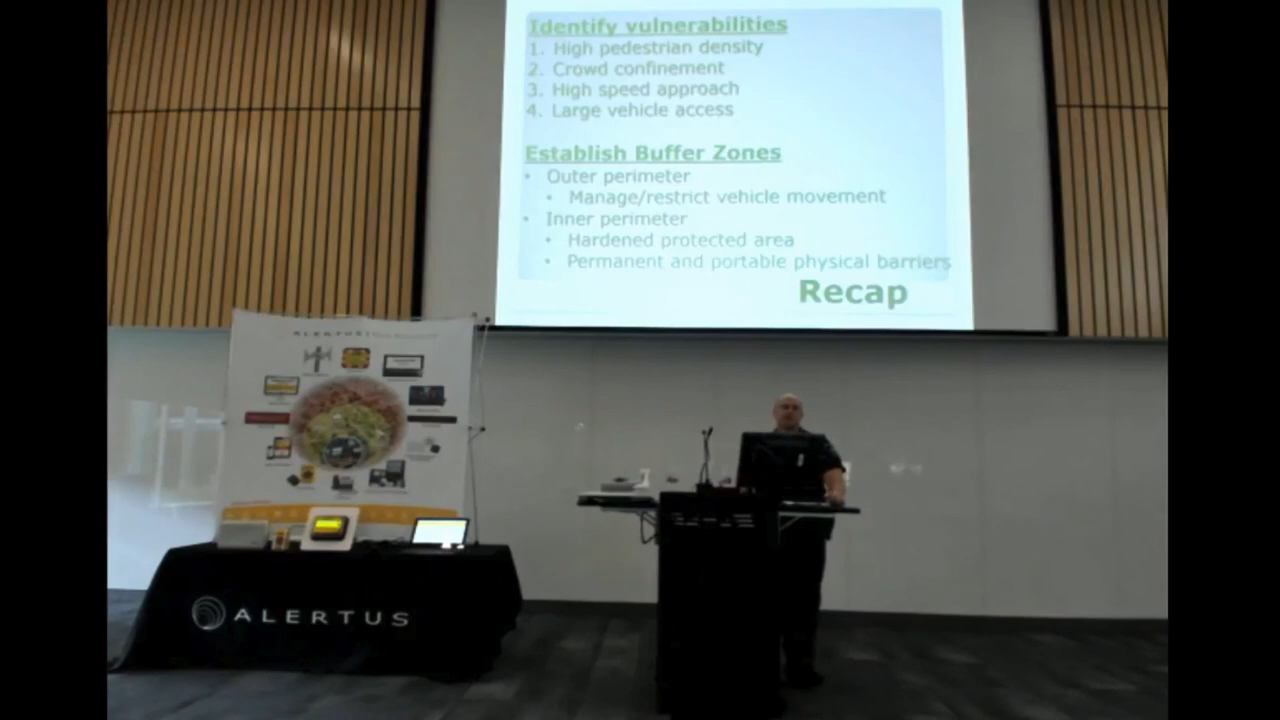 Identify vulnerabilities
1. High pedestrian density
2. Crowd confinement
3. High speed approach
4. Large vehicle access
Establish Buffer Zones
• Outer perimeter
• Manage/restrict vehicle movement
• Inner perimeter
• Hardened protected area
• Permanent and portable physical barriers
Recap
ALERTUS
ALERTUS